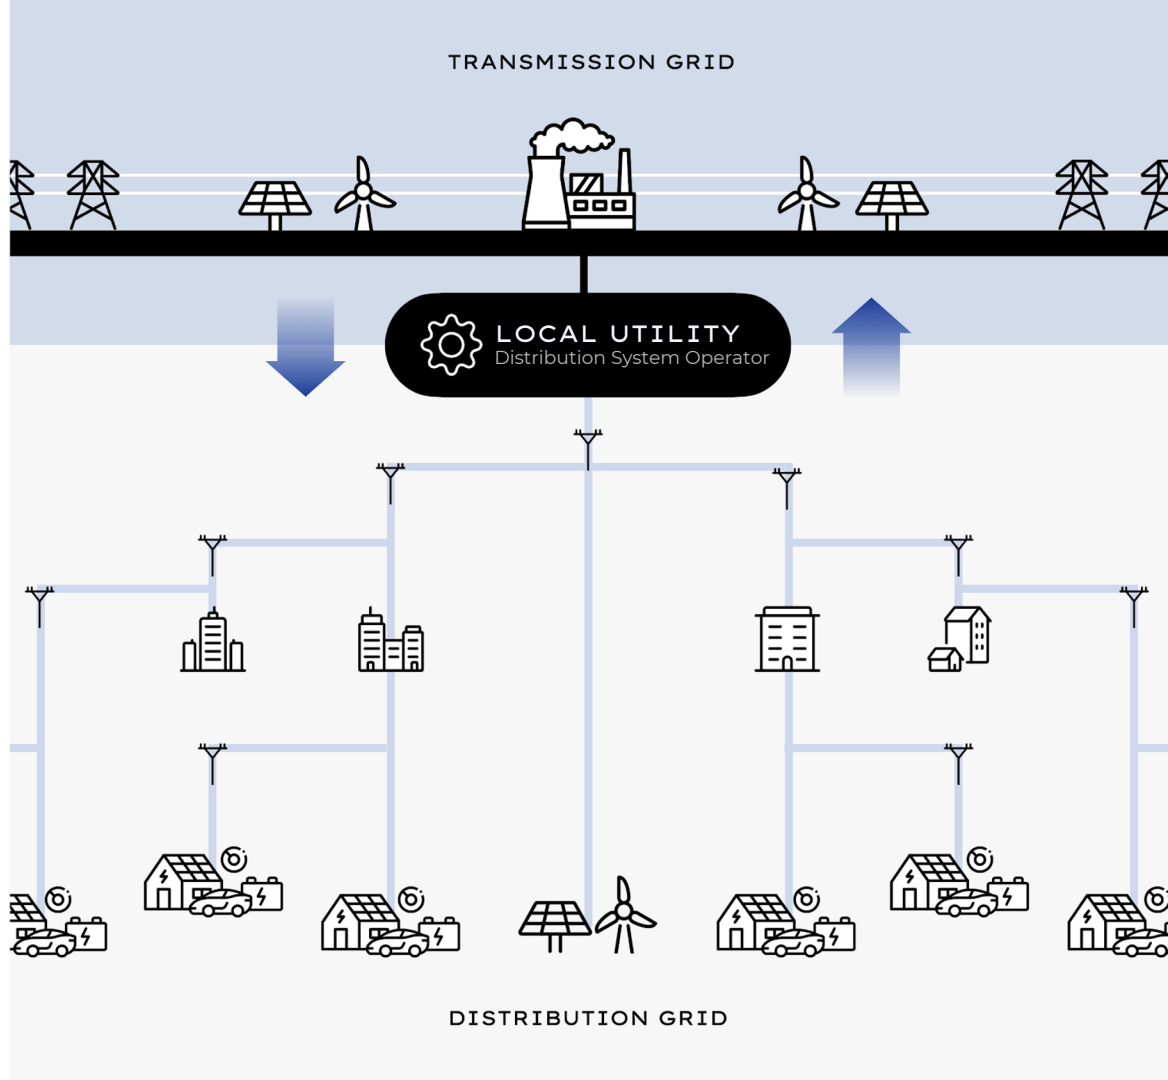 TRANSMISSION GRID
LOCAL UTILITY
Distribution System Operator
DISTRIBUTION GRID